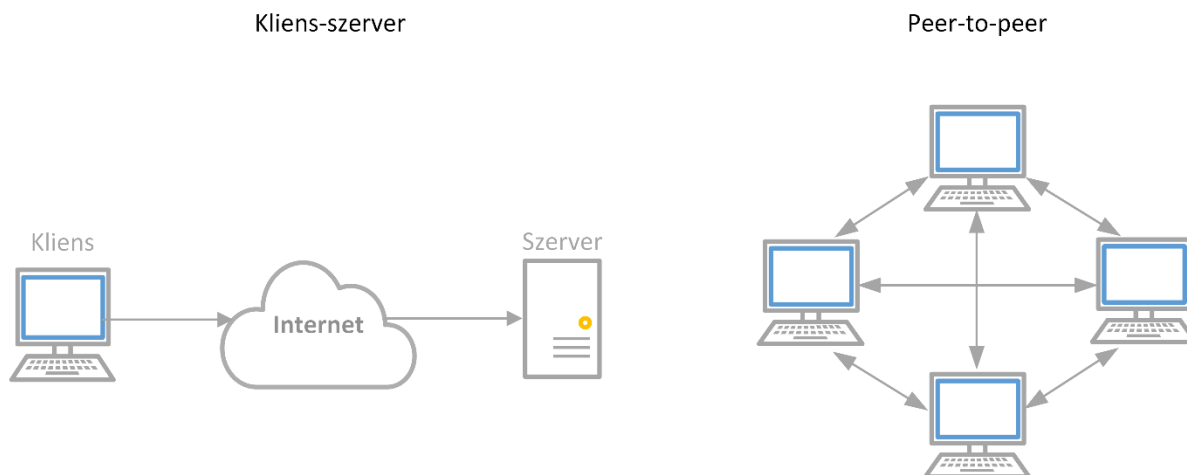 Kliens-szerver
Peer-to-peer
Kliens
Szerver
Internet